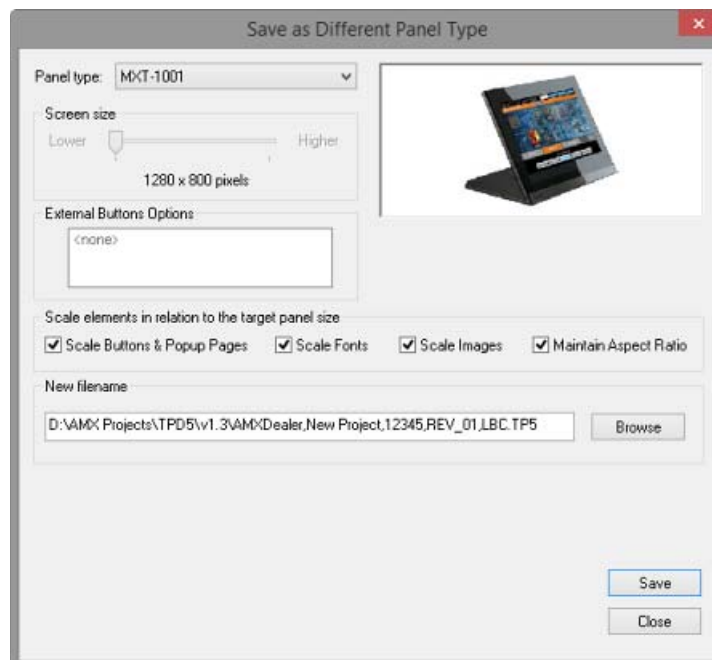 Save as Different Panel Type
Panel type: MXT-1001
Screen size
Lower Higher
1280 x 800 pixels
External Buttons Options
<none>
Scale elements in relation to the target panel size
Scale Buttons & Popup Pages Scale Fonts Scale Images Maintain Aspect Ratio
New filename
D:\AMX Projects\TPD5\v1.3\AMXDealer,New Project,12345,REV_01,LBC.TP5 Browse
Save
Close